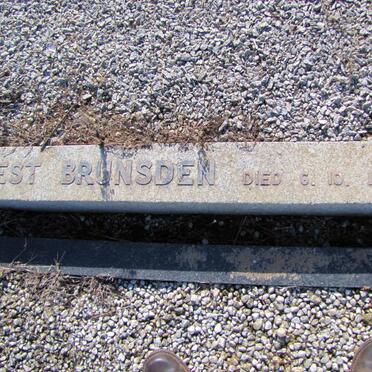 EST BRUNSDEN DIED 6. 10.